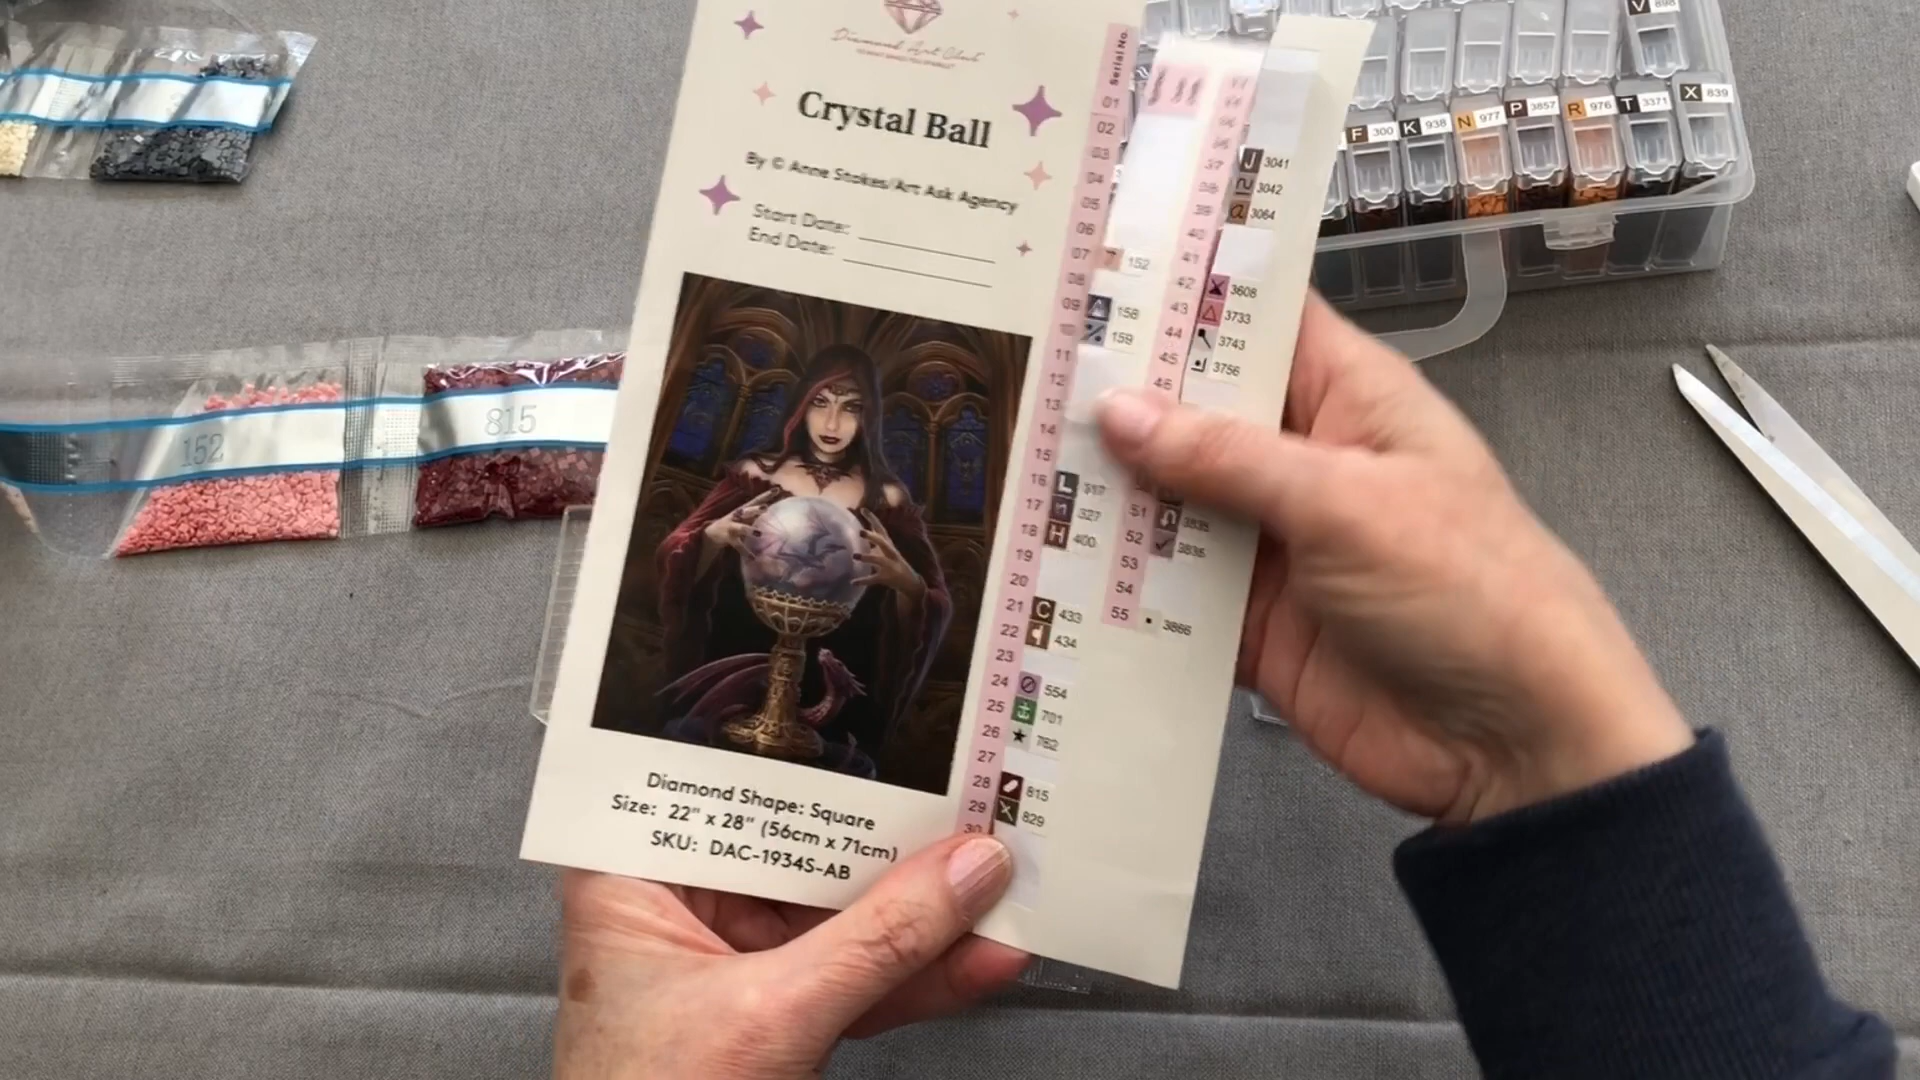 Diamond Art Club
Crystal Ball
By © Anne Stokes/Art Ask Agency
Start Date:
End Date:
Diamond Shape: Square
Size: 22" x 28" (56cm x 71cm)
SKU: DAC-1934S-AB
Serial No.
01
02
03
04
05
06
07 152
08
09 158
10 159
11
12
13
14
15
16 L 317
17 327
18 H 400
19
20
21 C 433
22 434
23
24 554
25 701
26 762
27
28 815
29 829
30
J 3041
3042
39 a 3064
40
41
42 3608
43 3733
44 3743
45 3756
46
51 3835
52 3836
53
54
55 3866
152
815
V 898
F 300
K 938
N 977
P 3857
R 976
T 3371
X 839